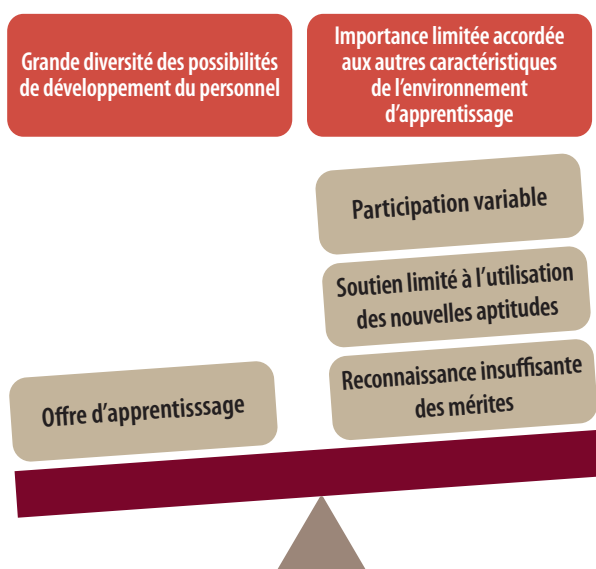 Grande diversité des possibilités
de développement du personnel
Importance limitée accordée
aux autres caractéristiques
de l’environnement
d’apprentissage
Participation variable
Soutien limité à l’utilisation
des nouvelles aptitudes
Reconnaissance insuffisante
des mérites
Offre d’apprentisssage